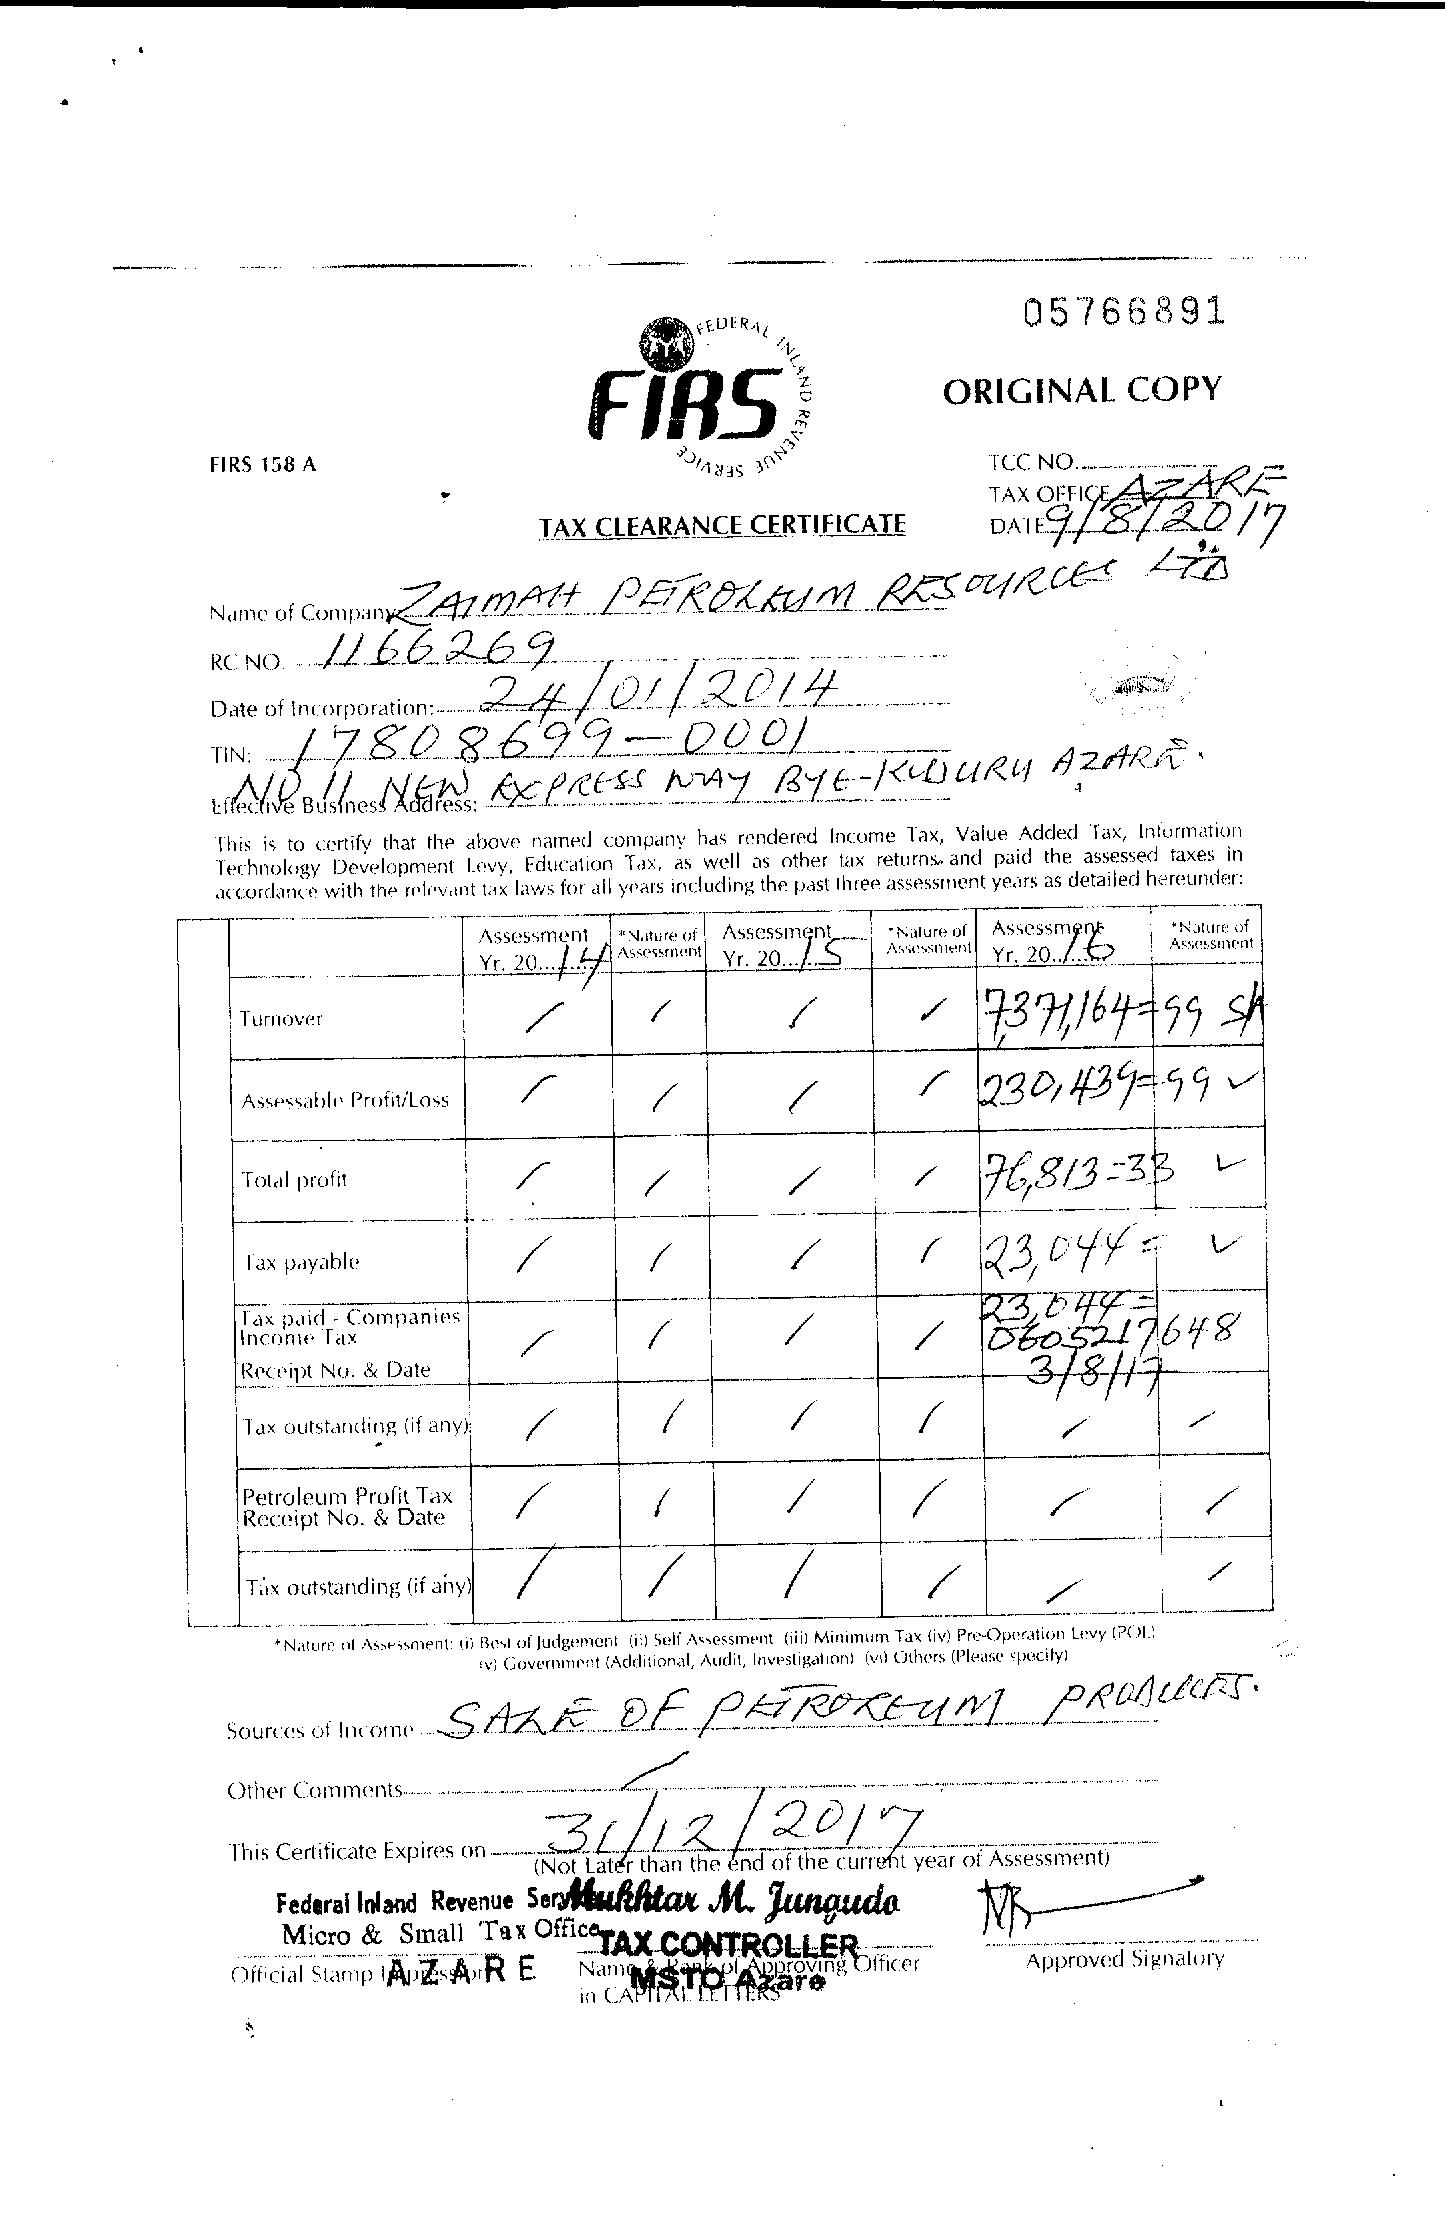 05766891
FEDERAL INLAND REVENUE SERVICE
FIRS
ORIGINAL COPY
FIRS 158 A
TCC NO.
TAX OFFICE AZARE
DATE 9/8/2017
TAX CLEARANCE CERTIFICATE
Name of Company ZAIMAH PETROLEUM RESOURCES LTD
RC NO. 1166269
Date of Incorporation: 24/01/2014
TIN: 17808699-0001
Effective Business Address: NO 11 NEW EXPRESS WAY BYE- AZARE.
This is to certify that the above named company has rendered Income Tax, Value Added Tax, Information
Technology Development Levy, Education Tax, as well as other tax returns, and paid the assessed taxes in
accordance with the relevant tax laws for all years including the past three assessment years as detailed hereunder:
Assessment Yr. 20...14 *Nature of Assessment Assessment Yr. 20...15 *Nature of Assessment Assessment Yr. 20...16 *Nature of Assessment
Turnover / / / / 7,371,164=99 S/A
Assessable Profit/Loss / / / / 230,439=99 ✓
Total profit / / / / 76,813=33 ✓
Tax payable / / / / 23,044= ✓
Tax paid - Companies Income Tax / / / / 23,044=
Receipt No. & Date 0605217648
3/8/17
Tax outstanding (if any) / / / / / /
Petroleum Profit Tax
Receipt No. & Date / / / / / /
Tax outstanding (if any) / / / / / /
*Nature of Assessment: (i) Best of Judgement (ii) Self Assessment (iii) Minimum Tax (iv) Pre-Operation Levy (POL)
(v) Government (Additional, Audit, Investigation) (vi) Others (Please specify)
Sources of Income SALE OF PETROLEUM PRODUCTS.
Other Comments /
This Certificate Expires on 31/12/2017
(Not Later than the end of the current year of Assessment)
Federal Inland Revenue Serv
Micro & Small Tax Office
AZARE
Official Stamp Impression
Mukhtar M. Jungudo
TAX CONTROLLER
MSTO Azare
Name & Rank of Approving Officer
in CAPITAL LETTERS
Approved Signatory